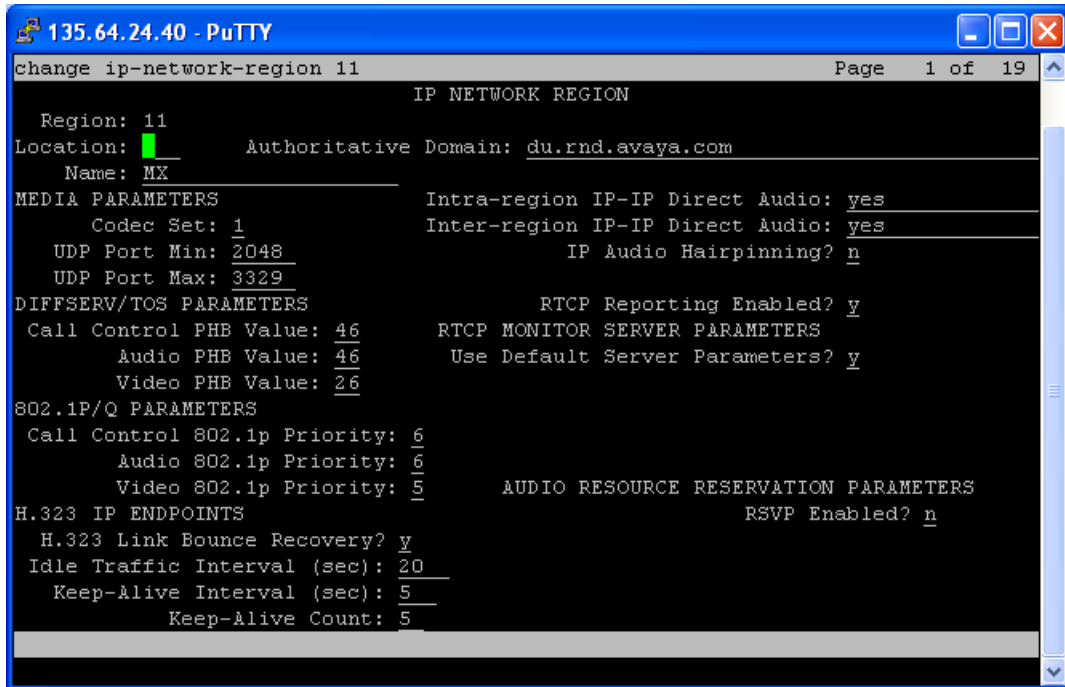 135.64.24.40 - PuTTY
change ip-network-region 11 Page 1 of 19
IP NETWORK REGION
Region: 11
Location: Authoritative Domain: du.rnd.avaya.com
Name: MX
MEDIA PARAMETERS Intra-region IP-IP Direct Audio: yes
Codec Set: 1 Inter-region IP-IP Direct Audio: yes
UDP Port Min: 2048 IP Audio Hairpinning? n
UDP Port Max: 3329
DIFFSERV/TOS PARAMETERS RTCP Reporting Enabled? y
Call Control PHB Value: 46 RTCP MONITOR SERVER PARAMETERS
Audio PHB Value: 46 Use Default Server Parameters? y
Video PHB Value: 26
802.1P/Q PARAMETERS
Call Control 802.1p Priority: 6
Audio 802.1p Priority: 6
Video 802.1p Priority: 5 AUDIO RESOURCE RESERVATION PARAMETERS
H.323 IP ENDPOINTS RSVP Enabled? n
H.323 Link Bounce Recovery? y
Idle Traffic Interval (sec): 20
Keep-Alive Interval (sec): 5
Keep-Alive Count: 5